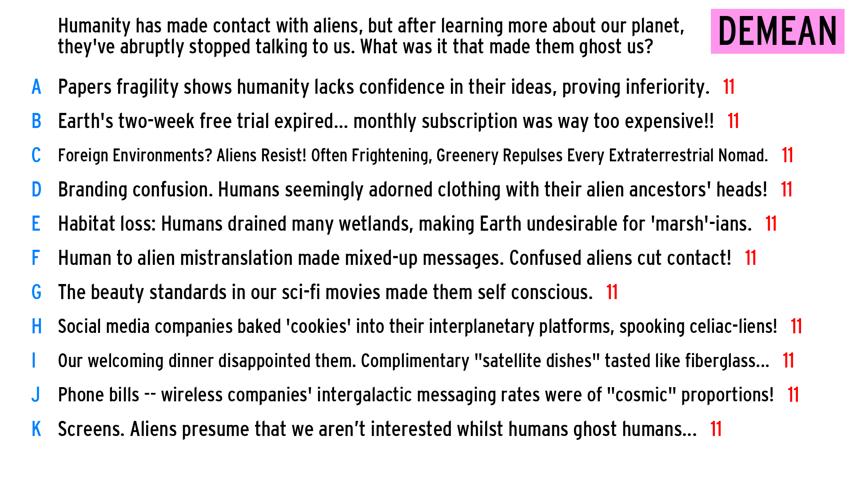 Humanity has made contact with aliens, but after learning more about our planet,
they've abruptly stopped talking to us. What was it that made them ghost us?
DEMEAN
A Papers fragility shows humanity lacks confidence in their ideas, proving inferiority. 11
B Earth's two-week free trial expired... monthly subscription was way too expensive!! 11
C Foreign Environments? Aliens Resist! Often Frightening, Greenery Repulses Every Extraterrestrial Nomad. 11
D Branding confusion. Humans seemingly adorned clothing with their alien ancestors' heads! 11
E Habitat loss: Humans drained many wetlands, making Earth undesirable for 'marsh'-ians. 11
F Human to alien mistranslation made mixed-up messages. Confused aliens cut contact! 11
G The beauty standards in our sci-fi movies made them self conscious. 11
H Social media companies baked 'cookies' into their interplanetary platforms, spooking celiac-liens! 11
I Our welcoming dinner disappointed them. Complimentary "satellite dishes" tasted like fiberglass... 11
J Phone bills -- wireless companies' intergalactic messaging rates were of "cosmic" proportions! 11
K Screens. Aliens presume that we aren’t interested whilst humans ghost humans... 11